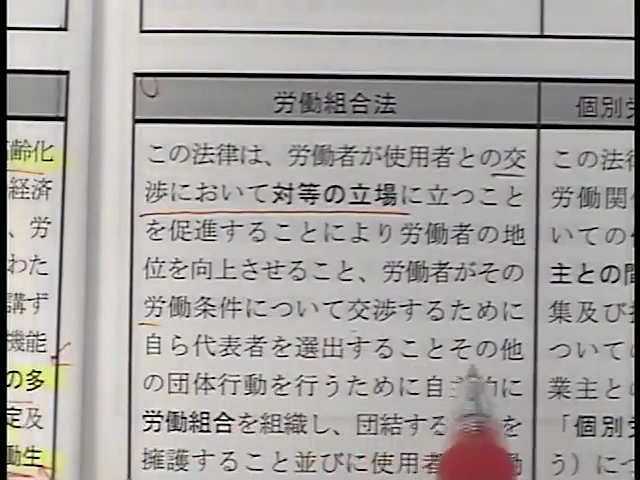 労働組合法
この法律は、労働者が使用者との交
渉において対等の立場に立つこと
を促進することにより労働者の地
位を向上させること、労働者がその
労働条件について交渉するために
自ら代表者を選出することその他
の団体行動を行うために自
に
労働組合を組織し、団結する
を
擁護すること並びに使用
齢化
経済
、労
わた
講ず
機能
の多
定及
動生
個別労
この法律
労働関
いての
主との間
集及び
ついて
業主と
「個別労
う）に